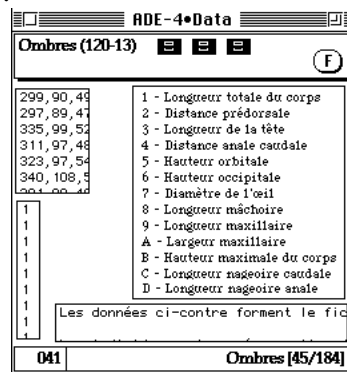 ADE-4•Data
Ombres (120-13)
F
299,90,49
297,89,47
335,99,52
311,97,48
323,97,54
340,108,5
1 - Longueur totale du corps
2 - Distance prédorsale
3 - Longueur de la tête
4 - Distance anale caudale
5 - Hauteur orbitale
6 - Hauteur occipitale
7 - Diamètre de l'œil
8 - Longueur mâchoire
9 - Longueur maxillaire
A - Largeur maxillaire
B - Hauteur maximale du corps
C - Longueur nageoire caudale
D - Longueur nageoire anale
1
1
1
1
1
1
1
1
Les données ci-contre forment le fic
041
Ombres [45/184]